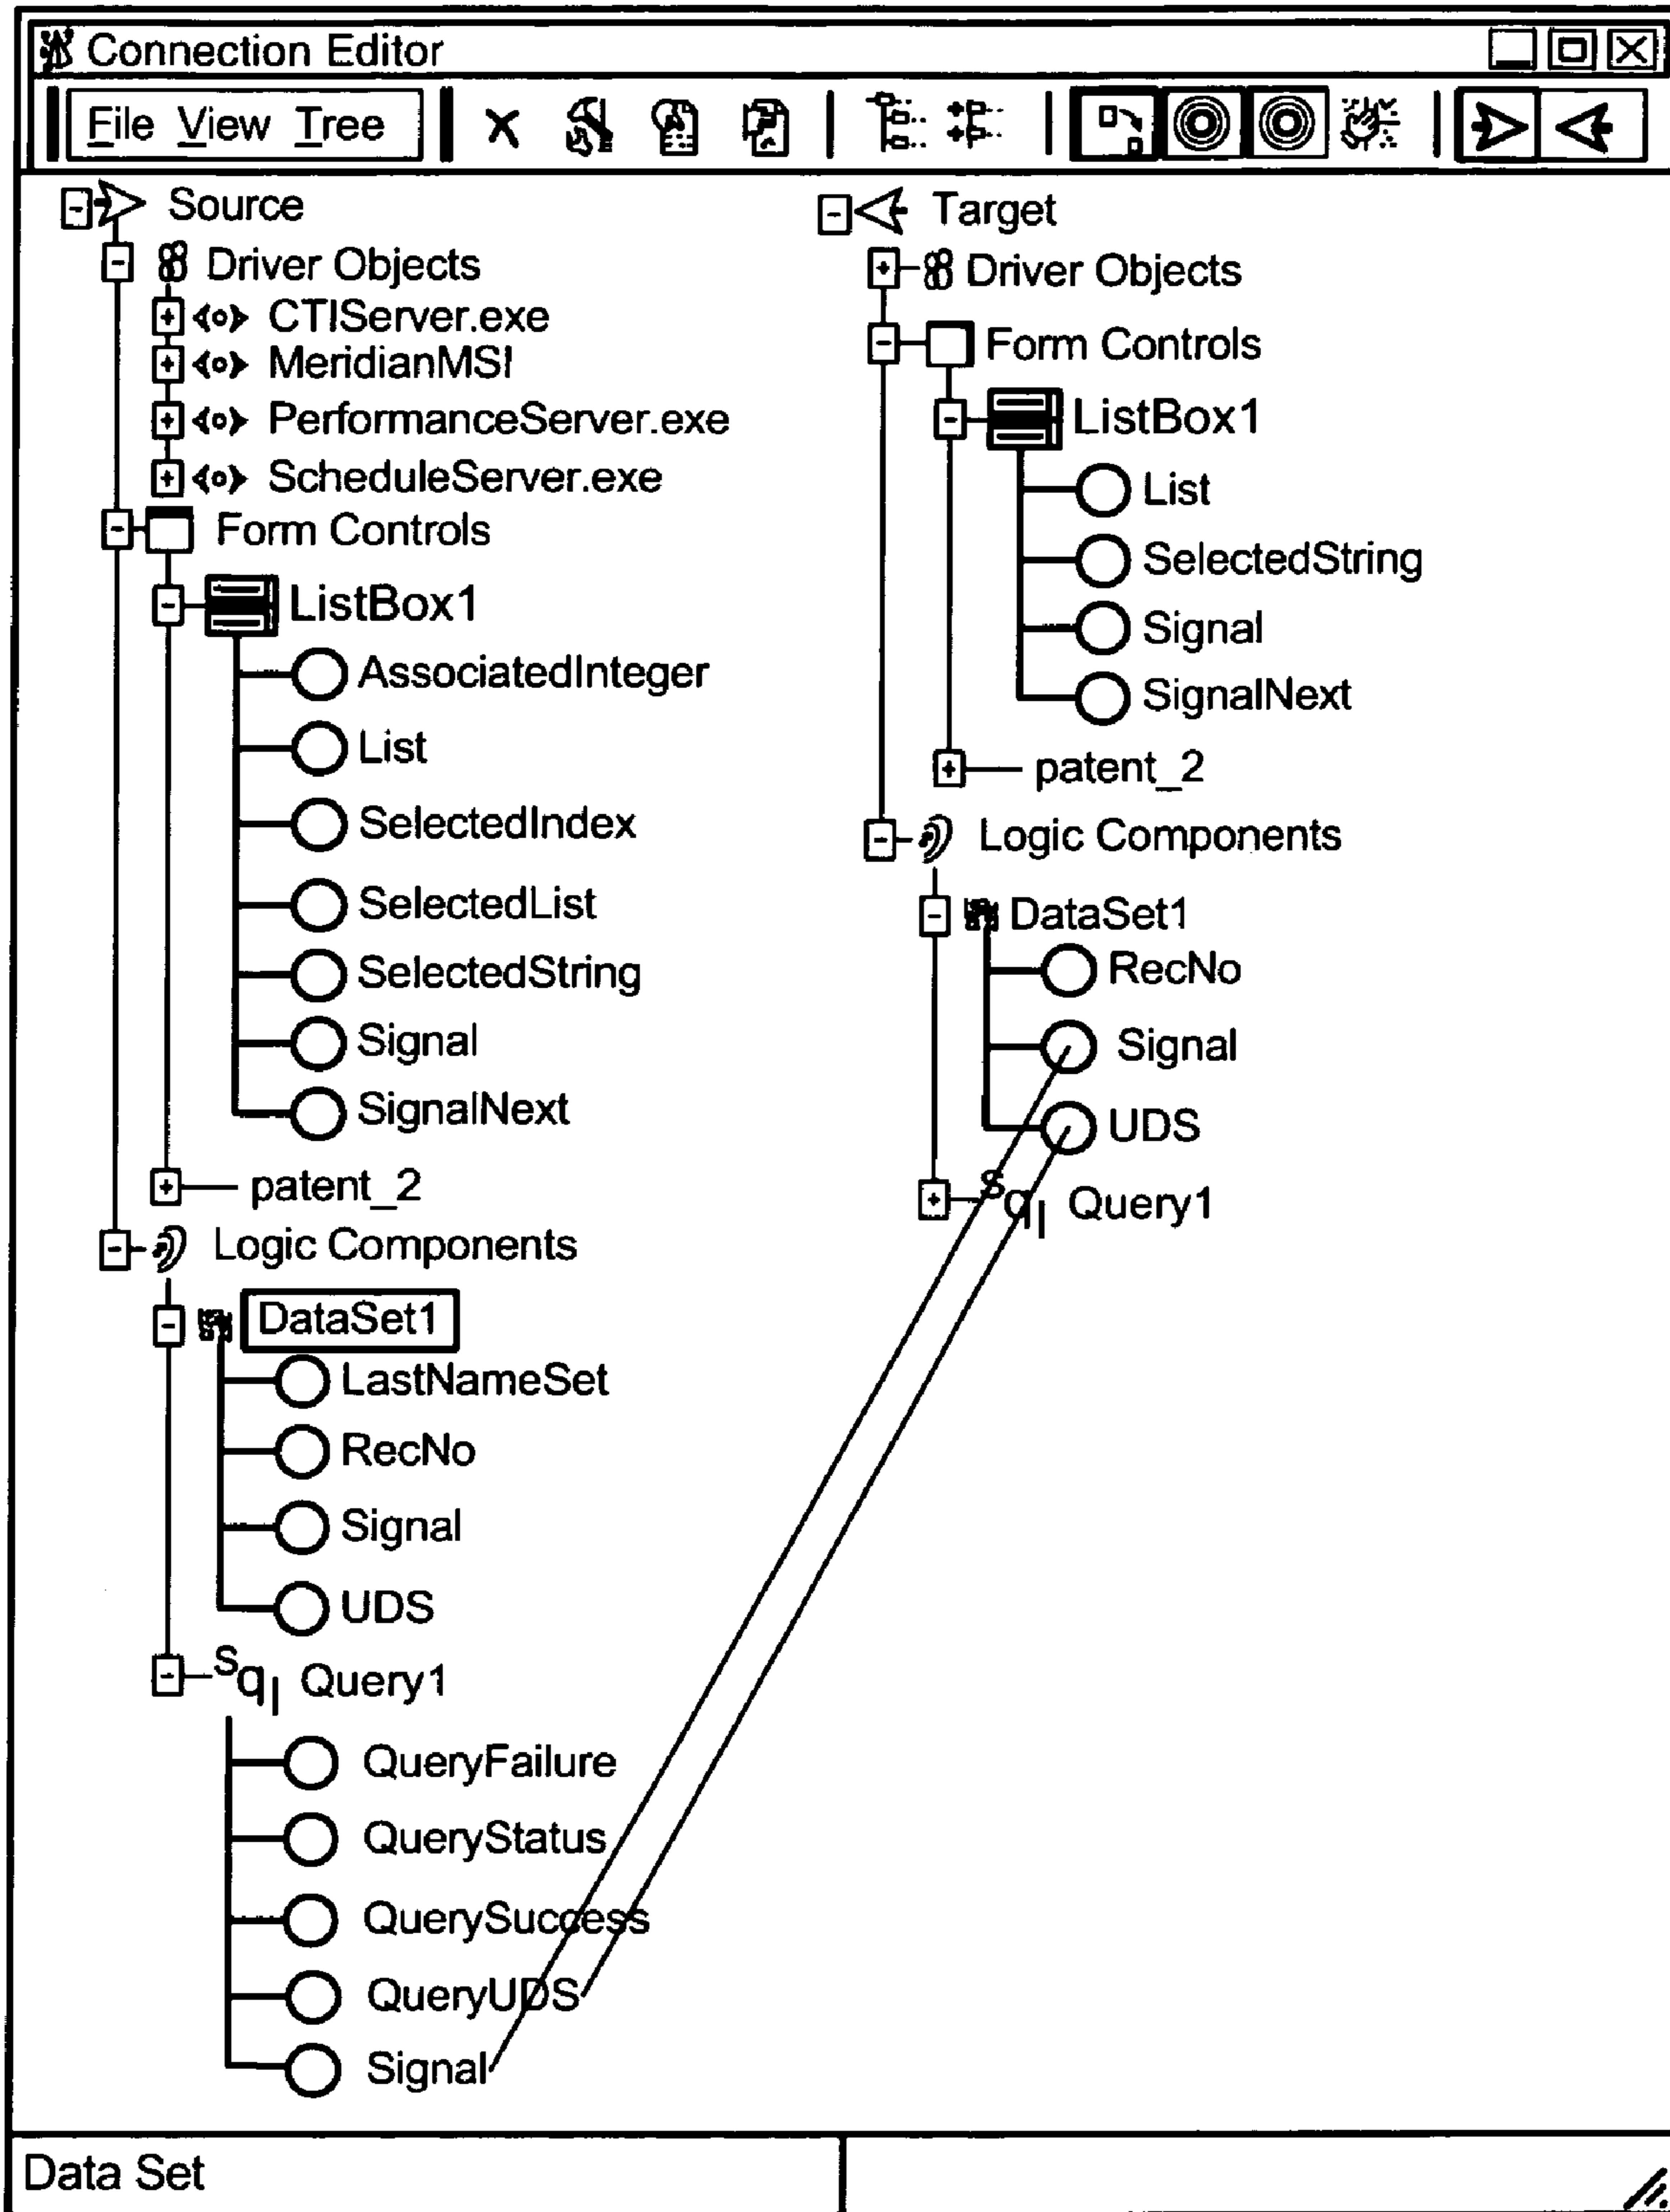 Connection Editor
File View Tree
Source
Driver Objects
CTIServer.exe
MeridianMSI
PerformanceServer.exe
ScheduleServer.exe
Form Controls
ListBox1
AssociatedInteger
List
SelectedIndex
SelectedList
SelectedString
Signal
SignalNext
patent_2
Logic Components
DataSet1
LastNameSet
RecNo
Signal
UDS
sql Query1
QueryFailure
QueryStatus
QuerySuccess
QueryUDS
Signal
Target
Driver Objects
Form Controls
ListBox1
List
SelectedString
Signal
SignalNext
patent_2
Logic Components
DataSet1
RecNo
Signal
UDS
sql Query1
Data Set